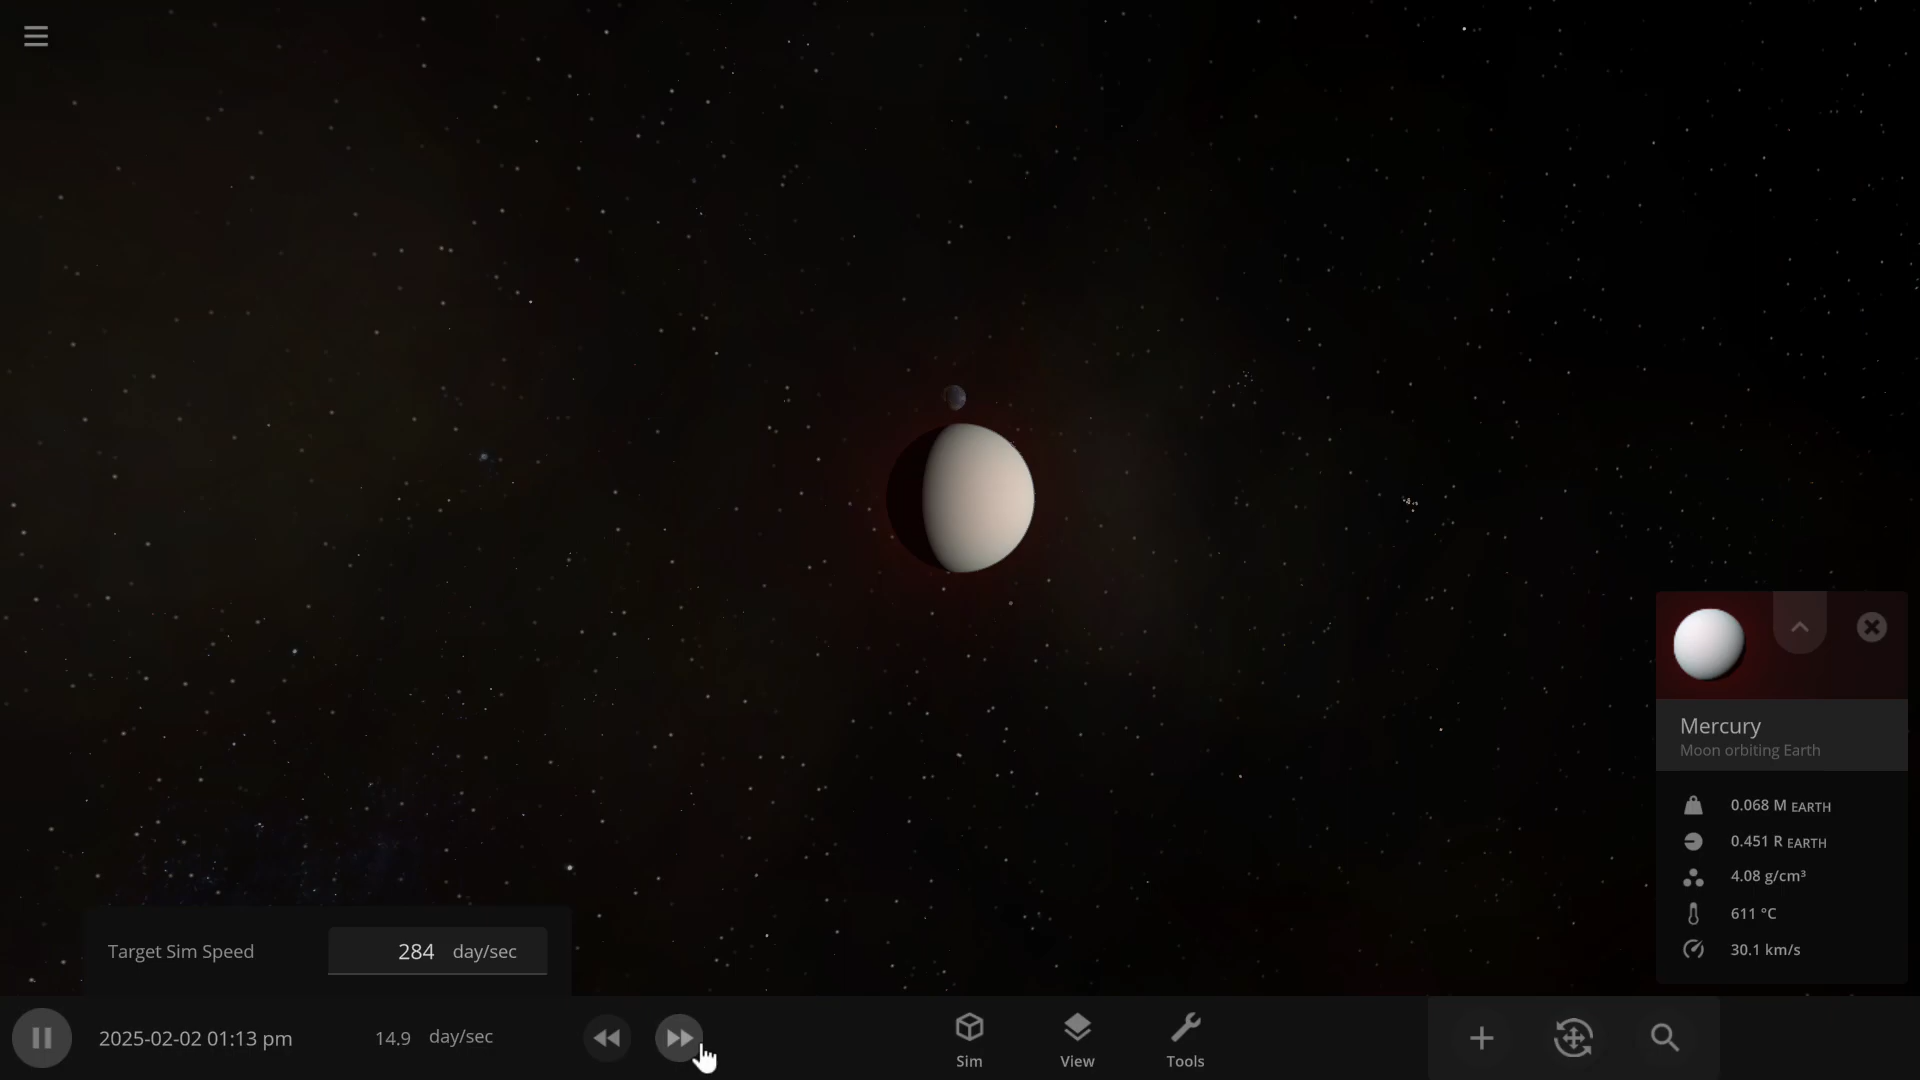 Mercury
Moon orbiting Earth
0.068 M EARTH
0.451 R EARTH
4.08 g/cm³
611 °C
30.1 km/s
Target Sim Speed 284 day/sec
2025-02-02 01:13 pm 14.9 day/sec
Sim View Tools